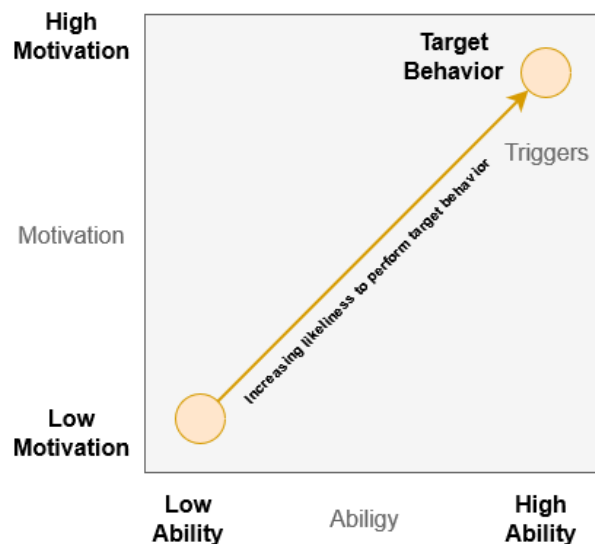 High
Motivation
Target
Behavior
Triggers
Motivation
Increasing likeliness to perform target behavior
Low
Motivation
Low
Ability
Abiligy
High
Ability